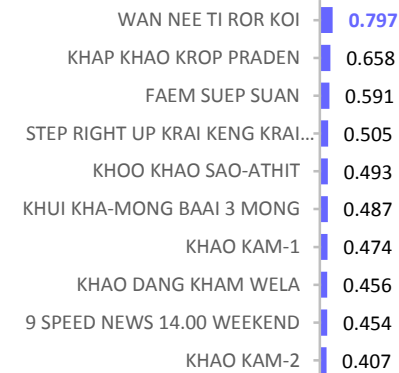 WAN NEE TI ROR KOI 0.797
KHAP KHAO KROP PRADEN 0.658
FAEM SUEP SUAN 0.591
STEP RIGHT UP KRAI KENG KRAI... 0.505
KHOO KHAO SAO-ATHIT 0.493
KHUI KHA-MONG BAAI 3 MONG 0.487
KHAO KAM-1 0.474
KHAO DANG KHAM WELA 0.456
9 SPEED NEWS 14.00 WEEKEND 0.454
KHAO KAM-2 0.407